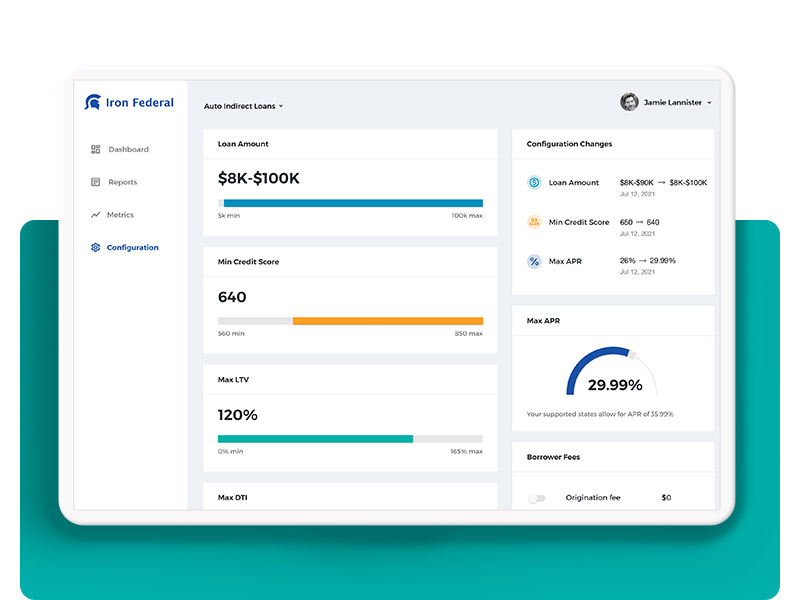 Iron Federal
Dashboard
Reports
Metrics
Configuration
Auto Indirect Loans
Jamie Lannister
Loan Amount
$8K-$100K
5k min
100k max
Min Credit Score
640
560 min
850 max
Max LTV
120%
0% min
165% max
Max DTI
Configuration Changes
Loan Amount
$8K-$90K → $8K-$100K
Jul 12, 2021
Min Credit Score
650 → 640
Jul 12, 2021
Max APR
26% → 29.99%
Jul 12, 2021
Max APR
29.99%
Your supported states allow for APR of 35.99%
Borrower Fees
Origination fee
$0